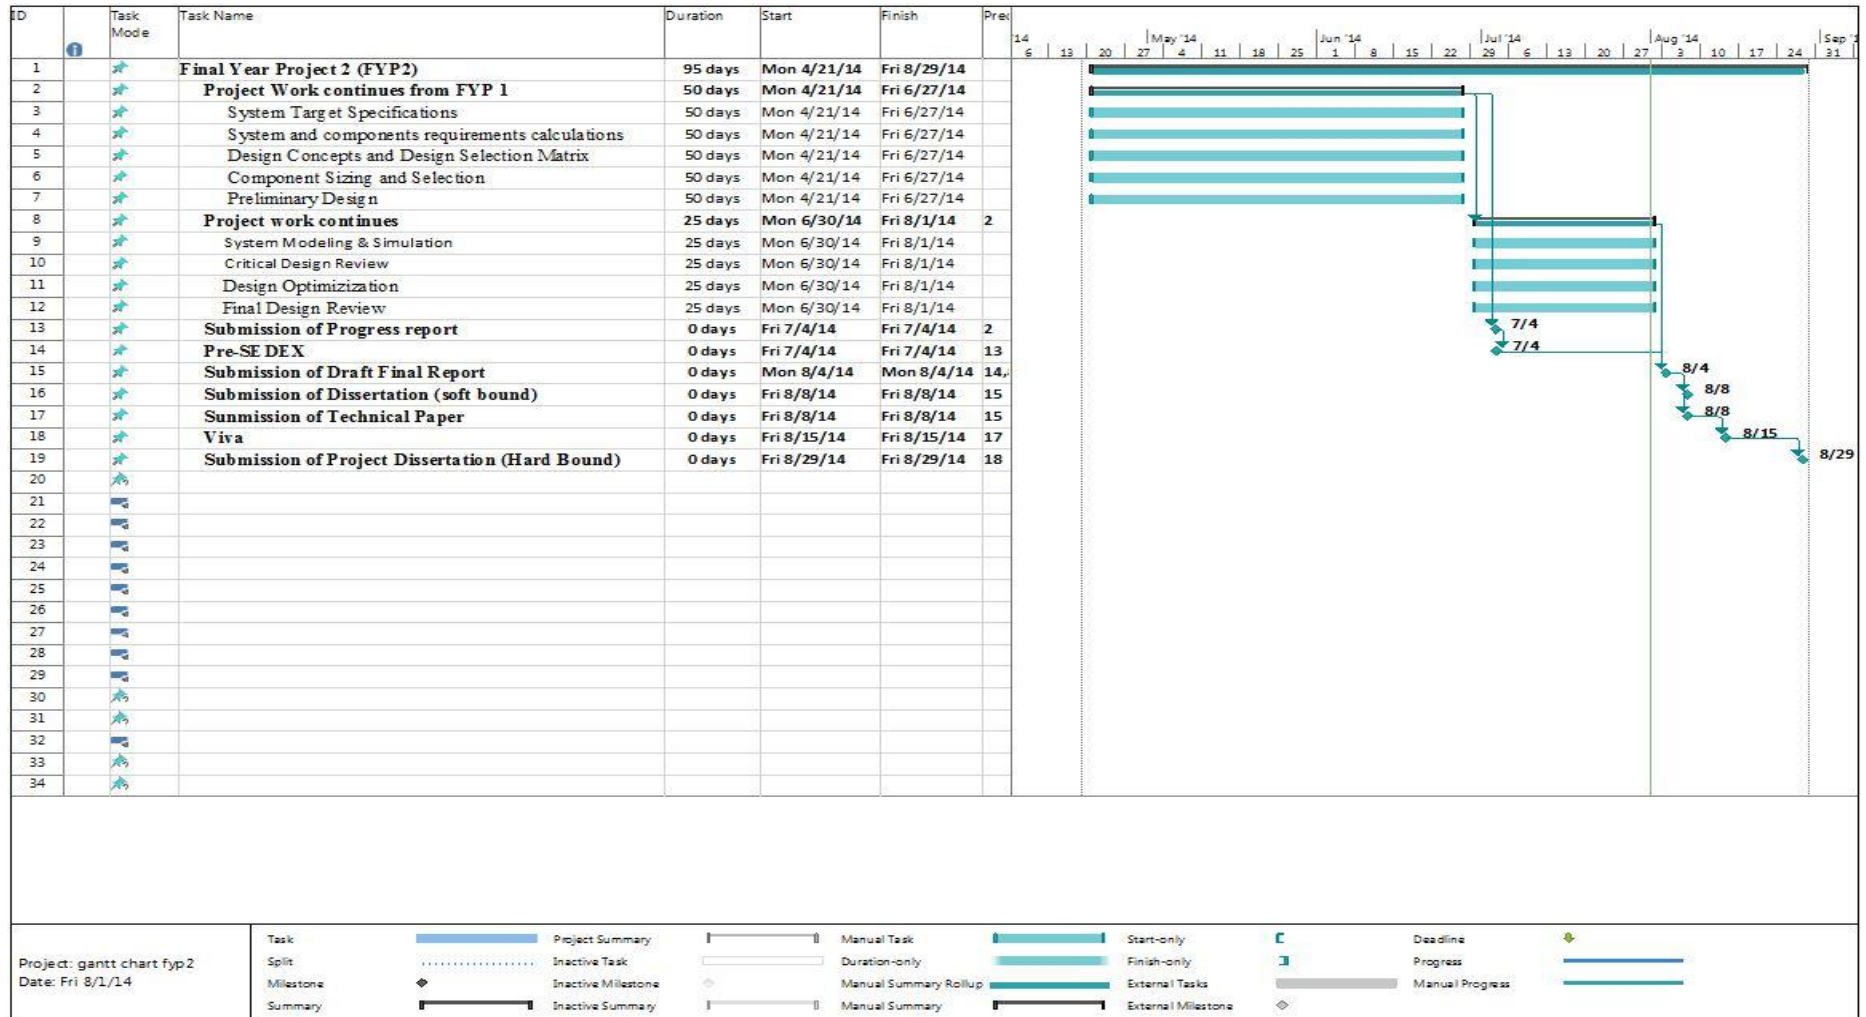 ID Task Mode Task Name Duration Start Finish Pred
'14 May '14 Jun '14 Jul '14 Aug '14 Sep '1
6 13 20 27 4 11 18 25 1 8 15 22 29 6 13 20 27 3 10 17 24 31
1 Final Year Project 2 (FYP2) 95 days Mon 4/21/14 Fri 8/29/14
2 Project Work continues from FYP 1 50 days Mon 4/21/14 Fri 6/27/14
3 System Target Specifications 50 days Mon 4/21/14 Fri 6/27/14
4 System and components requirements calculations 50 days Mon 4/21/14 Fri 6/27/14
5 Design Concepts and Design Selection Matrix 50 days Mon 4/21/14 Fri 6/27/14
6 Component Sizing and Selection 50 days Mon 4/21/14 Fri 6/27/14
7 Preliminary Design 50 days Mon 4/21/14 Fri 6/27/14
8 Project work continues 25 days Mon 6/30/14 Fri 8/1/14 2
9 System Modeling & Simulation 25 days Mon 6/30/14 Fri 8/1/14
10 Critical Design Review 25 days Mon 6/30/14 Fri 8/1/14
11 Design Optimizization 25 days Mon 6/30/14 Fri 8/1/14
12 Final Design Review 25 days Mon 6/30/14 Fri 8/1/14
13 Submission of Progress report 0 days Fri 7/4/14 Fri 7/4/14 2 7/4
14 Pre-SEDEX 0 days Fri 7/4/14 Fri 7/4/14 13 7/4
15 Submission of Draft Final Report 0 days Mon 8/4/14 Mon 8/4/14 14, 8/4
16 Submission of Dissertation (soft bound) 0 days Fri 8/8/14 Fri 8/8/14 15 8/8
17 Sunmission of Technical Paper 0 days Fri 8/8/14 Fri 8/8/14 15 8/8
18 Viva 0 days Fri 8/15/14 Fri 8/15/14 17 8/15
19 Submission of Project Dissertation (Hard Bound) 0 days Fri 8/29/14 Fri 8/29/14 18 8/29
20
21
22
23
24
25
26
27
28
29
30
31
32
33
34
Project: gantt chart fyp2
Date: Fri 8/1/14
Task Project Summary Manual Task Start-only Deadline
Split Inactive Task Duration-only Finish-only Progress
Milestone Inactive Milestone Manual Summary Rollup External Tasks Manual Progress
Summary Inactive Summary Manual Summary External Milestone